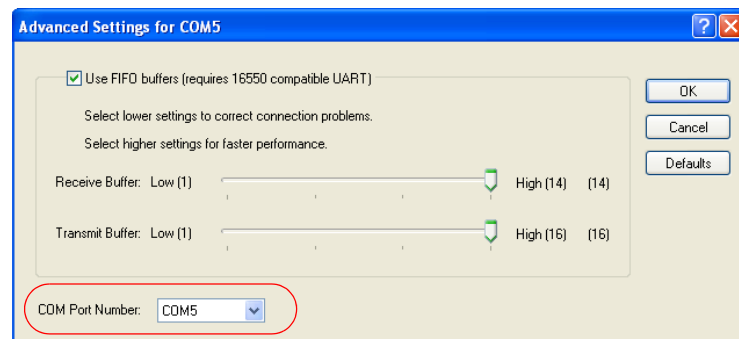 Advanced Settings for COM5
Use FIFO buffers (requires 16550 compatible UART)
Select lower settings to correct connection problems.
Select higher settings for faster performance.
Receive Buffer: Low (1) High (14) (14)
Transmit Buffer: Low (1) High (16) (16)
COM Port Number: COM5
OK
Cancel
Defaults